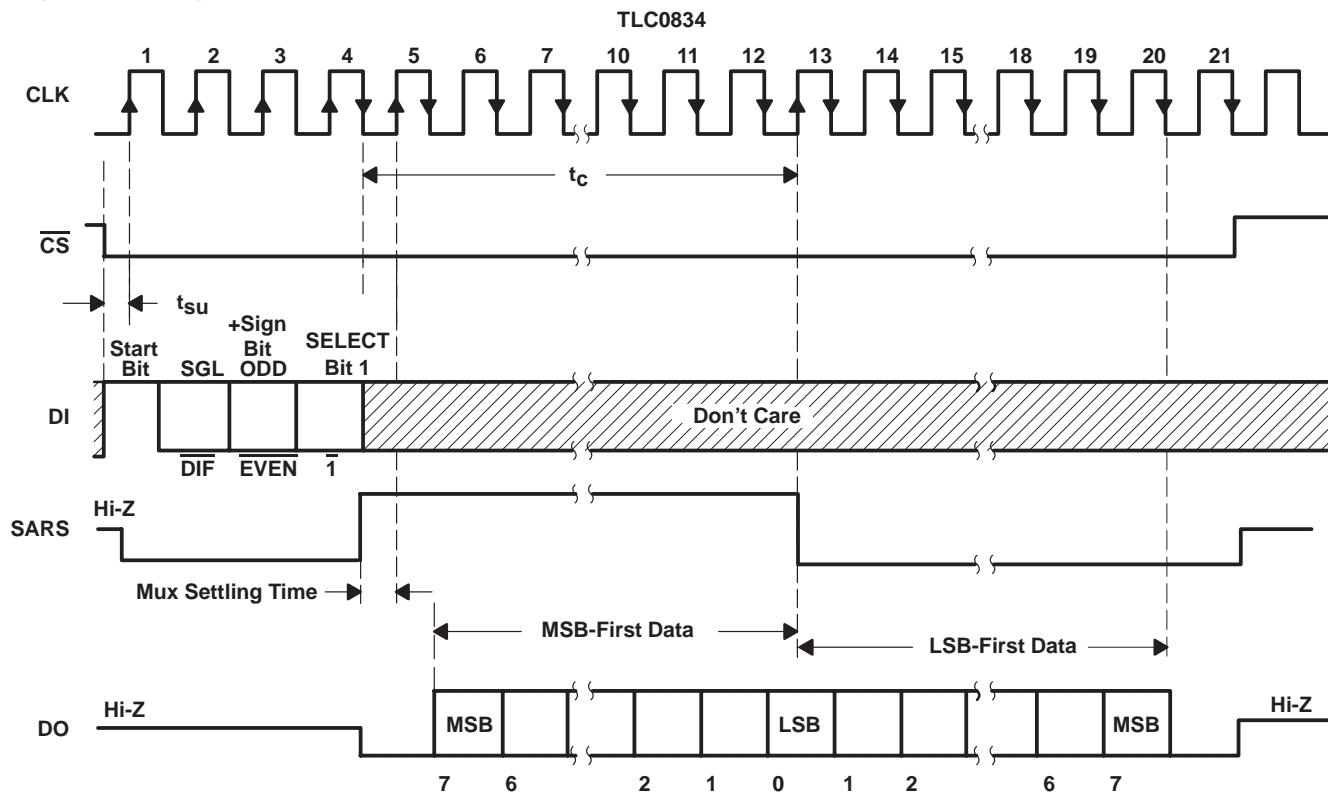 TLC0834
1 2 3 4 5 6 7 10 11 12 13 14 15 18 19 20 21
CLK
tc
CS
tsu
Start Bit
SGL
+Sign Bit ODD
SELECT Bit 1
DI
Don't Care
DIF
EVEN
1
Hi-Z
SARS
Mux Settling Time
MSB-First Data
LSB-First Data
Hi-Z
Hi-Z
DO
MSB
LSB
MSB
7 6 2 1 0 1 2 6 7